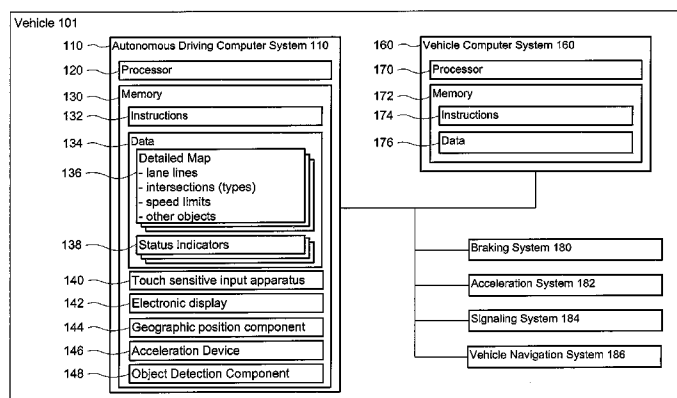 Vehicle 101
110
Autonomous Driving Computer System 110
120
Processor
130
Memory
132
Instructions
134
Data
136
Detailed Map
- lane lines
- intersections (types)
- speed limits
- other objects
138
Status Indicators
140
Touch sensitive input apparatus
142
Electronic display
144
Geographic position component
146
Acceleration Device
148
Object Detection Component
160
Vehicle Computer System 160
170
Processor
172
Memory
174
Instructions
176
Data
Braking System 180
Acceleration System 182
Signaling System 184
Vehicle Navigation System 186